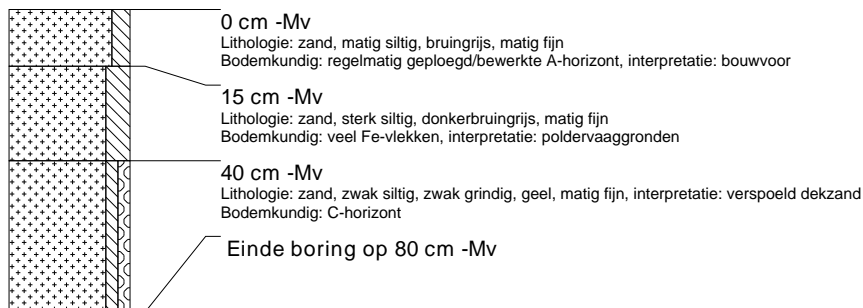 0 cm -Mv
Lithologie: zand, matig siltig, bruingrijs, matig fijn
Bodemkundig: regelmatig geploegd/bewerkte A-horizont, interpretatie: bouwvoor
15 cm -Mv
Lithologie: zand, sterk siltig, donkerbruingrijs, matig fijn
Bodemkundig: veel Fe-vlekken, interpretatie: poldervaaggronden
40 cm -Mv
Lithologie: zand, zwak siltig, zwak grindig, geel, matig fijn, interpretatie: verspoeld dekzand
Bodemkundig: C-horizont
Einde boring op 80 cm -Mv